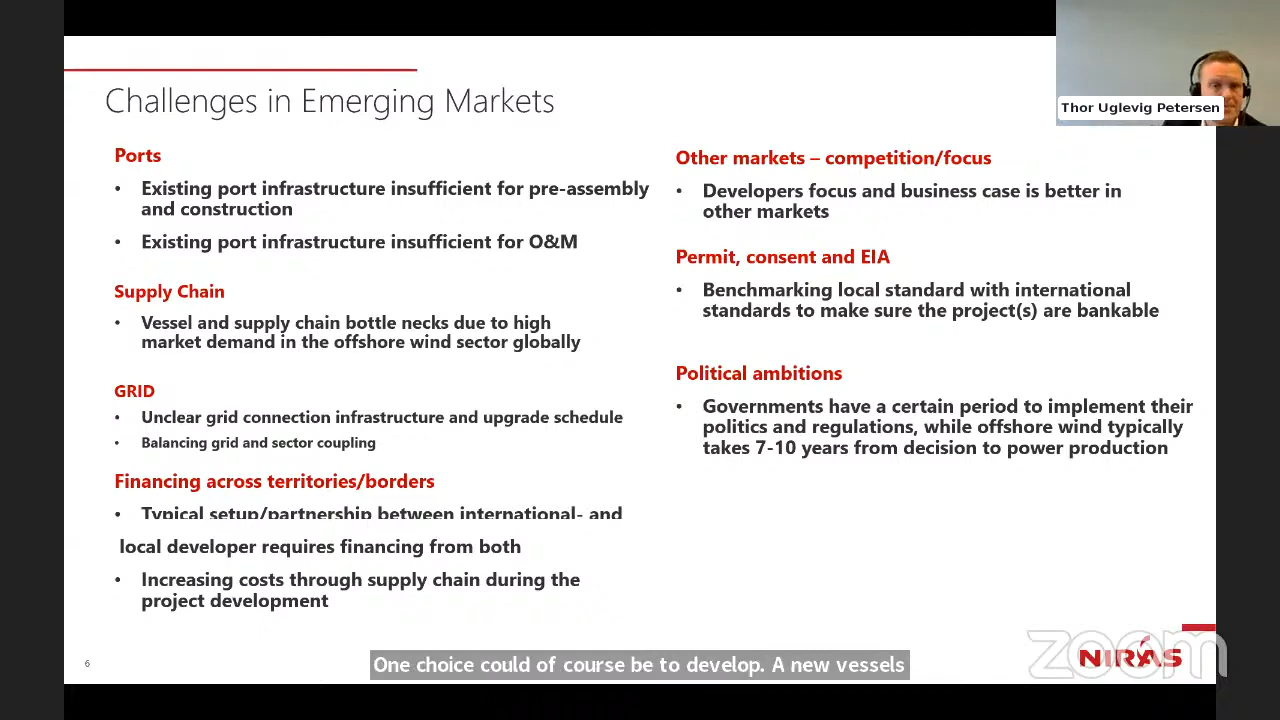 Challenges in Emerging Markets
Thor Uglevig Petersen
Ports
• Existing port infrastructure insufficient for pre-assembly
and construction
• Existing port infrastructure insufficient for O&M
Supply Chain
• Vessel and supply chain bottle necks due to high
market demand in the offshore wind sector globally
GRID
• Unclear grid connection infrastructure and upgrade schedule
• Balancing grid and sector coupling
Financing across territories/borders
• Typical setup/partnership between international- and
local developer requires financing from both
• Increasing costs through supply chain during the
project development
Other markets – competition/focus
• Developers focus and business case is better in
other markets
Permit, consent and EIA
• Benchmarking local standard with international
standards to make sure the project(s) are bankable
Political ambitions
• Governments have a certain period to implement their
politics and regulations, while offshore wind typically
takes 7-10 years from decision to power production
6
One choice could of course be to develop. A new vessels
zoom
NIRAS